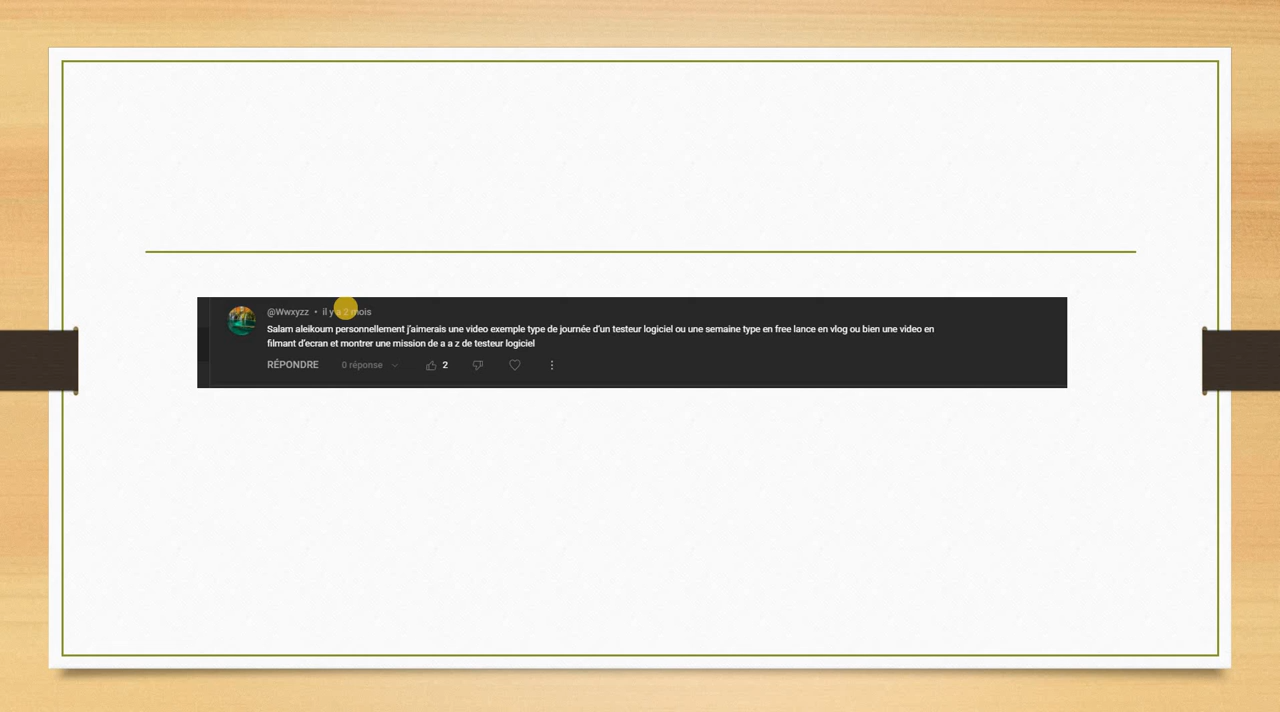 @Wwxyzz • il y a 2 mois
Salam aleikoum personnellement j'aimerais une video exemple type de journée d'un testeur logiciel ou une semaine type en free lance en vlog ou bien une video en
filmant d'ecran et montrer une mission de a a z de testeur logiciel
RÉPONDRE 0 réponse 2